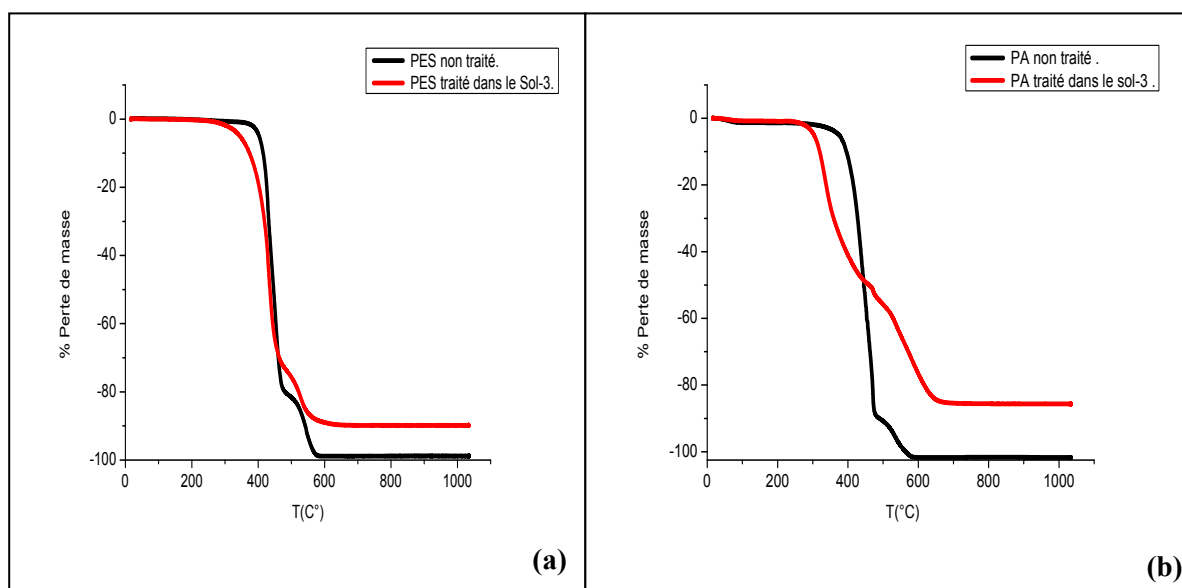 PES non traité.
PES traité dans le Sol-3.
0
-20
-40
-60
-80
-100
% Perte de masse
0 200 400 600 800 1000
T(C°)
(a)
PA non traité .
PA traité dans le sol-3 .
0
-20
-40
-60
-80
-100
% Perte de masse
0 200 400 600 800 1000
T(°C)
(b)